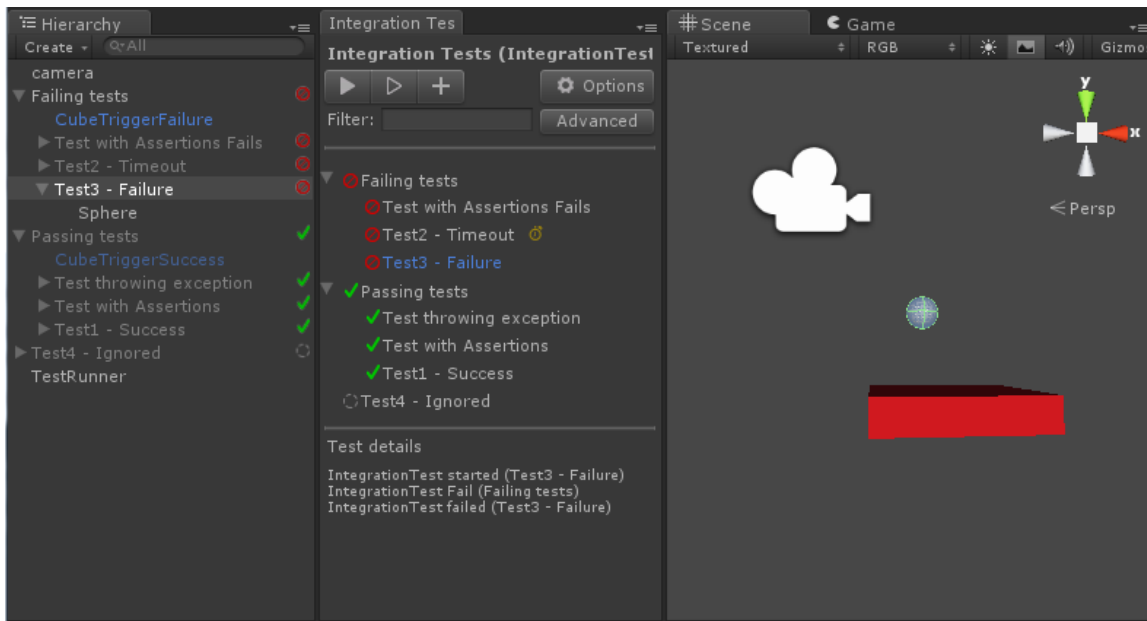 Hierarchy
Create
All
camera
Failing tests
CubeTriggerFailure
Test with Assertions Fails
Test2 - Timeout
Test3 - Failure
Sphere
Passing tests
CubeTriggerSuccess
Test throwing exception
Test with Assertions
Test1 - Success
Test4 - Ignored
TestRunner
Integration Tes
Integration Tests (IntegrationTest
Options
Filter:
Advanced
Failing tests
Test with Assertions Fails
Test2 - Timeout
Test3 - Failure
Passing tests
Test throwing exception
Test with Assertions
Test1 - Success
Test4 - Ignored
Test details
IntegrationTest started (Test3 - Failure)
IntegrationTest Fail (Failing tests)
IntegrationTest failed (Test3 - Failure)
Scene
Game
Textured
RGB
Gizmo
y
x
Persp